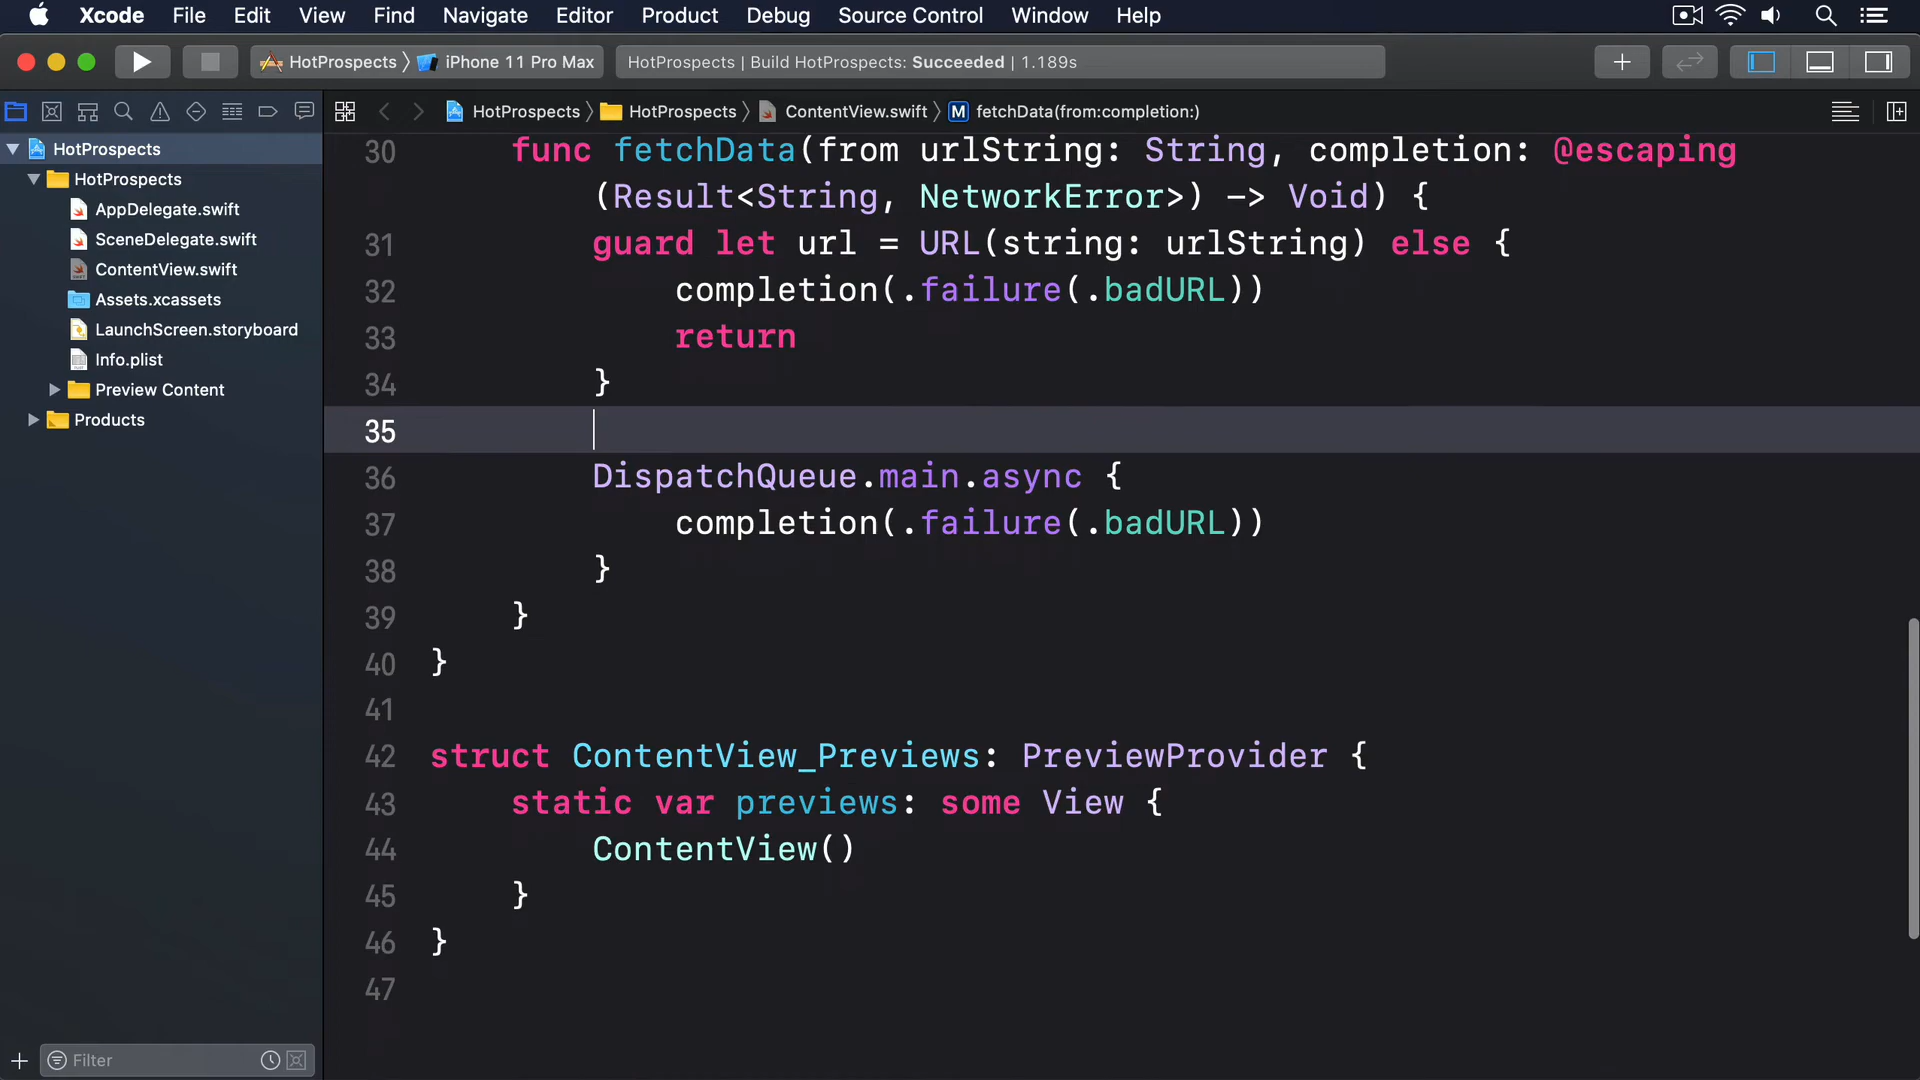 Xcode File Edit View Find Navigate Editor Product Debug Source Control Window Help
HotProspects 〉 iPhone 11 Pro Max
HotProspects | Build HotProspects: Succeeded | 1.189s
HotProspects 〉 HotProspects 〉 ContentView.swift 〉 M fetchData(from:completion:)
HotProspects
HotProspects
AppDelegate.swift
SceneDelegate.swift
ContentView.swift
Assets.xcassets
LaunchScreen.storyboard
Info.plist
Preview Content
Products
Filter
30 func fetchData(from urlString: String, completion: @escaping
(Result<String, NetworkError>) -> Void) {
31 guard let url = URL(string: urlString) else {
32 completion(.failure(.badURL))
33 return
34 }
35
36 DispatchQueue.main.async {
37 completion(.failure(.badURL))
38 }
39 }
40 }
41
42 struct ContentView_Previews: PreviewProvider {
43 static var previews: some View {
44 ContentView()
45 }
46 }
47